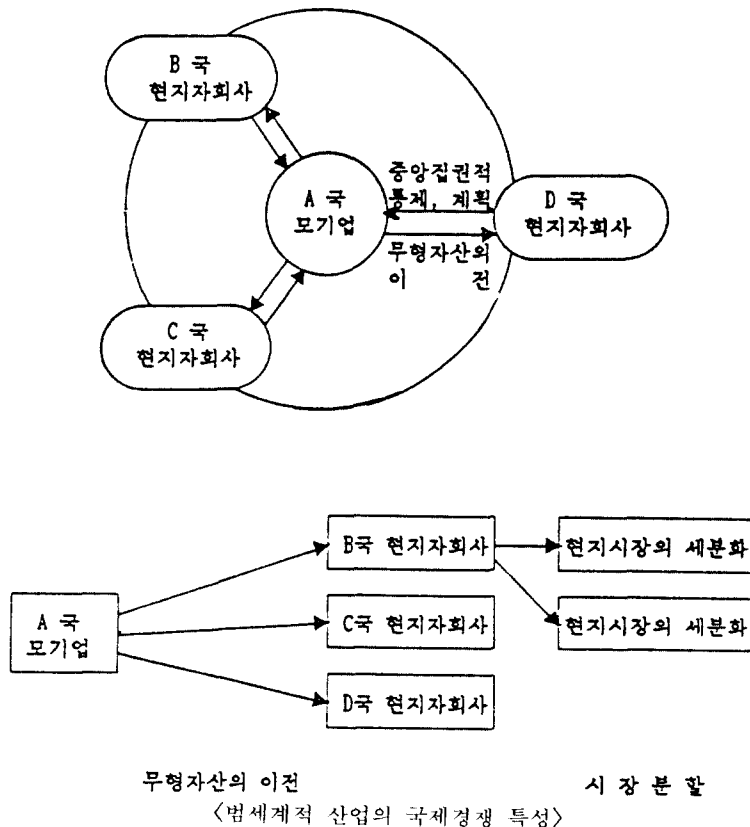 B 국
현지자회사
A 국
모기업
중앙집권적
통제, 계획
무형자산의
이 전
D 국
현지자회사
C 국
현지자회사
A 국
모기업
B국 현지자회사
C국 현지자회사
D국 현지자회사
현지시장의 세분화
현지시장의 세분화
무형자산의 이전
시 장 분 할
〈범세계적 산업의 국제경쟁 특성〉